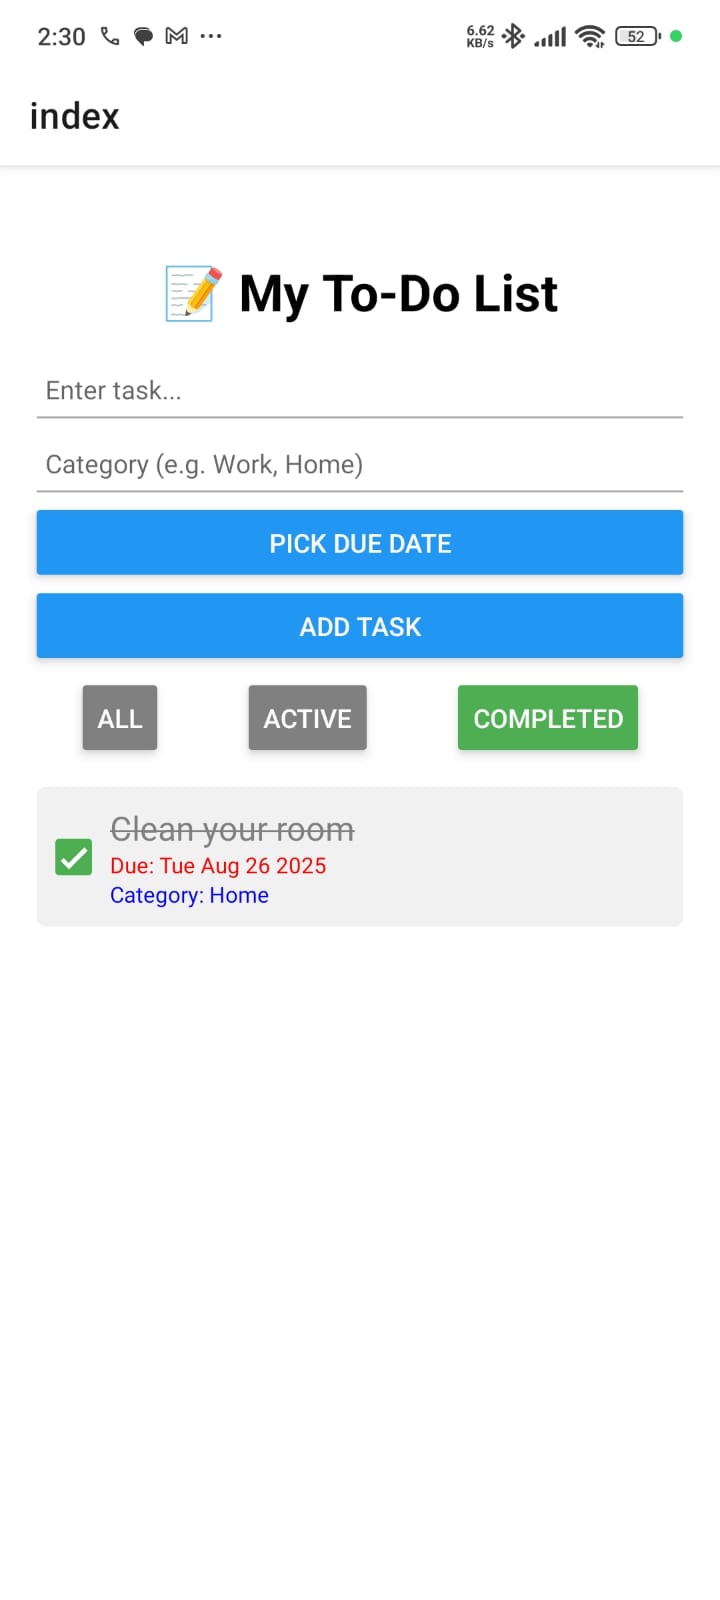 2:30 6.62 KB/s 52
index
📝 My To-Do List
Enter task...
Category (e.g. Work, Home)
PICK DUE DATE
ADD TASK
ALL ACTIVE COMPLETED
Clean your room
Due: Tue Aug 26 2025
Category: Home